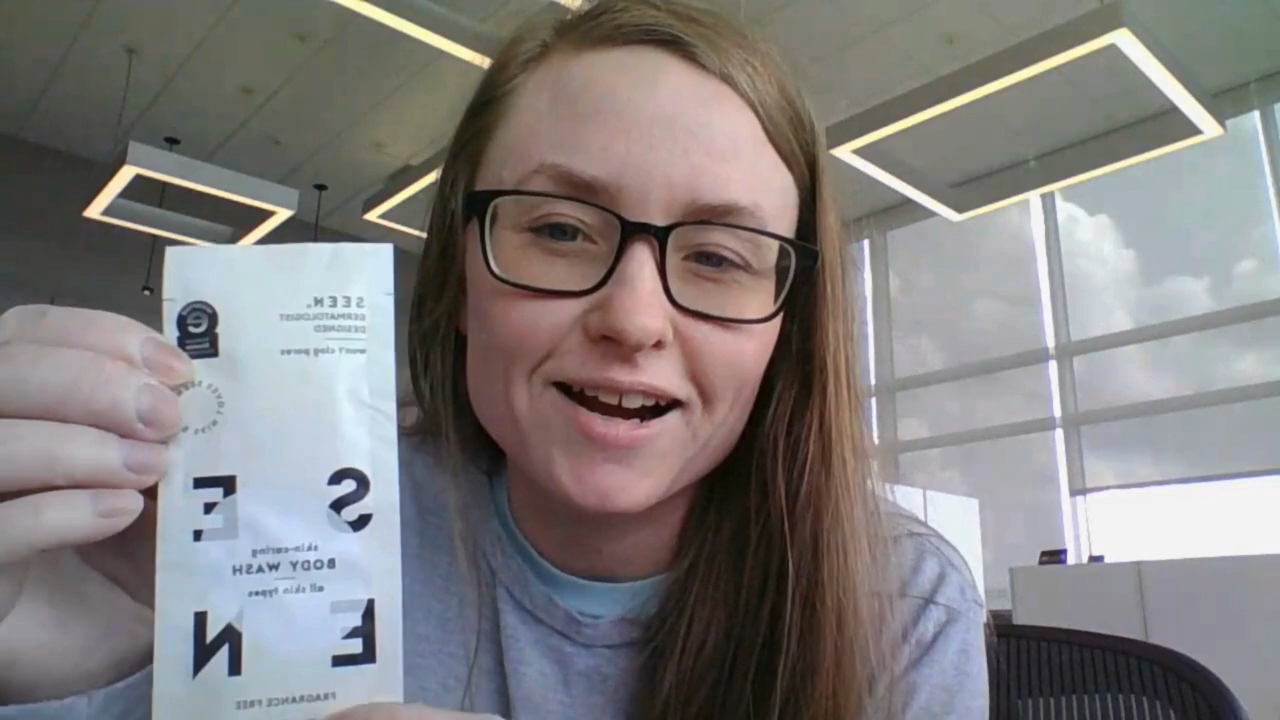 SEEN.
DERMATOLOGIST
DESIGNED
won't clog pores
S E
skin-caring
BODY WASH
all skin types
E N
FRAGRANCE FREE